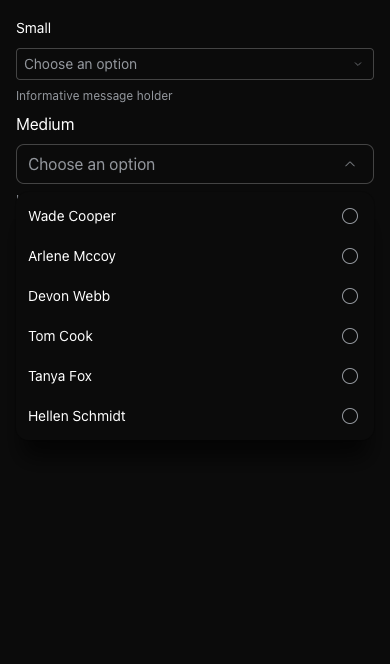 Small
Choose an option
Informative message holder
Medium
Choose an option
Wade Cooper
Arlene Mccoy
Devon Webb
Tom Cook
Tanya Fox
Hellen Schmidt